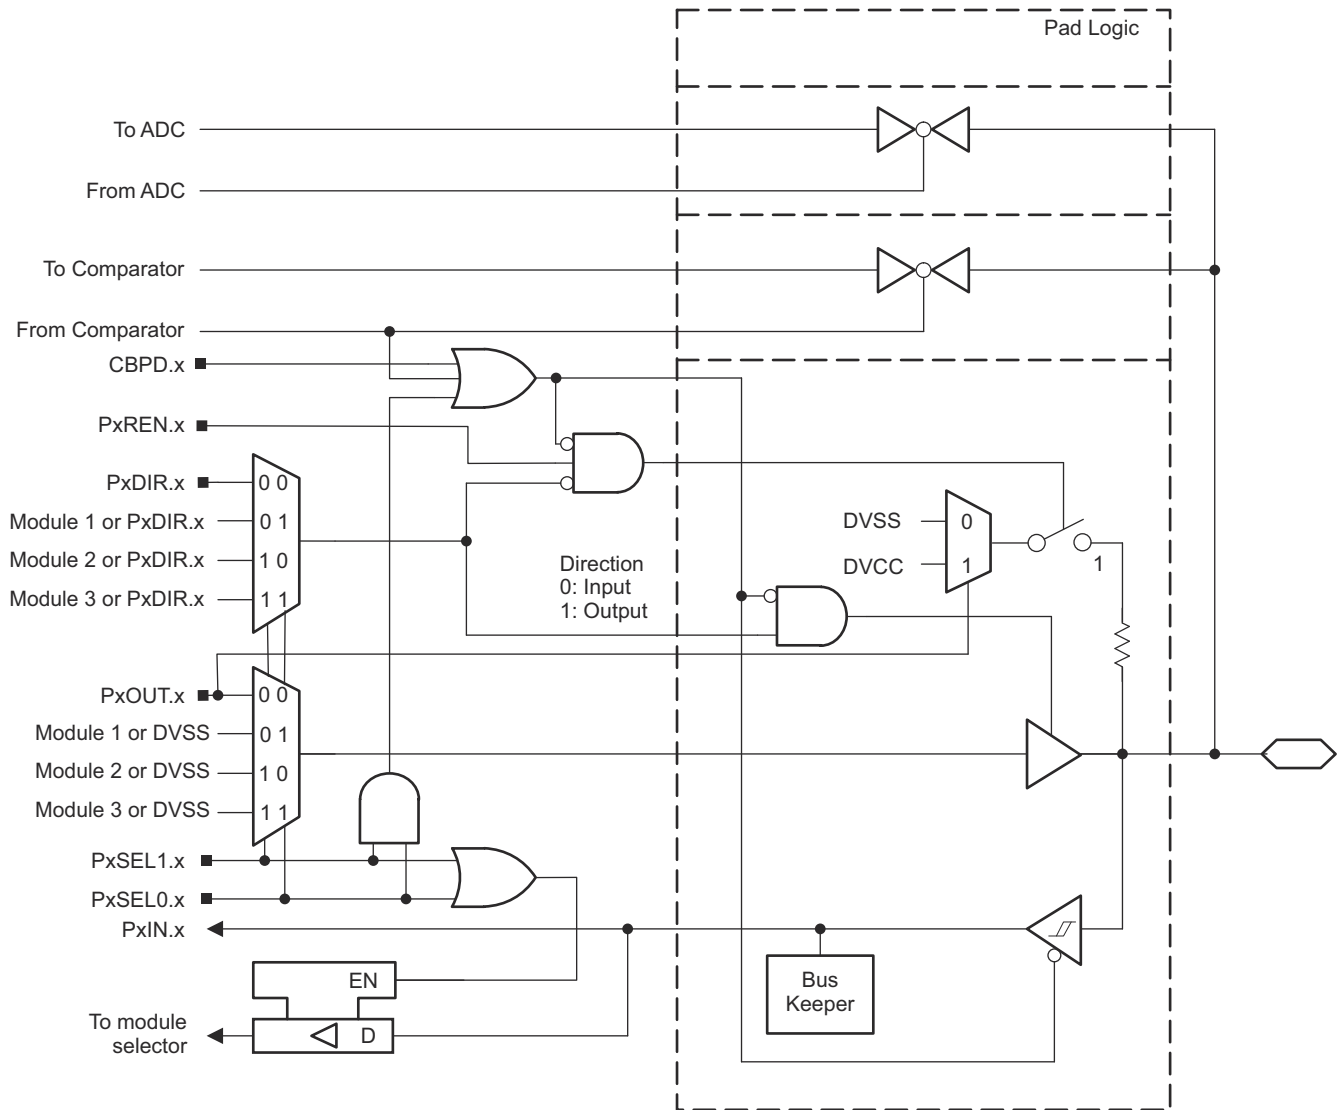 Pad Logic
To ADC
From ADC
To Comparator
From Comparator
CBPD.x
PxREN.x
PxDIR.x
0 0
Module 1 or PxDIR.x
0 1
Module 2 or PxDIR.x
1 0
Module 3 or PxDIR.x
1 1
Direction
0: Input
1: Output
DVSS
0
DVCC
1
1
PxOUT.x
0 0
Module 1 or DVSS
0 1
Module 2 or DVSS
1 0
Module 3 or DVSS
1 1
PxSEL1.x
PxSEL0.x
PxIN.x
EN
Bus
Keeper
To module
selector
D